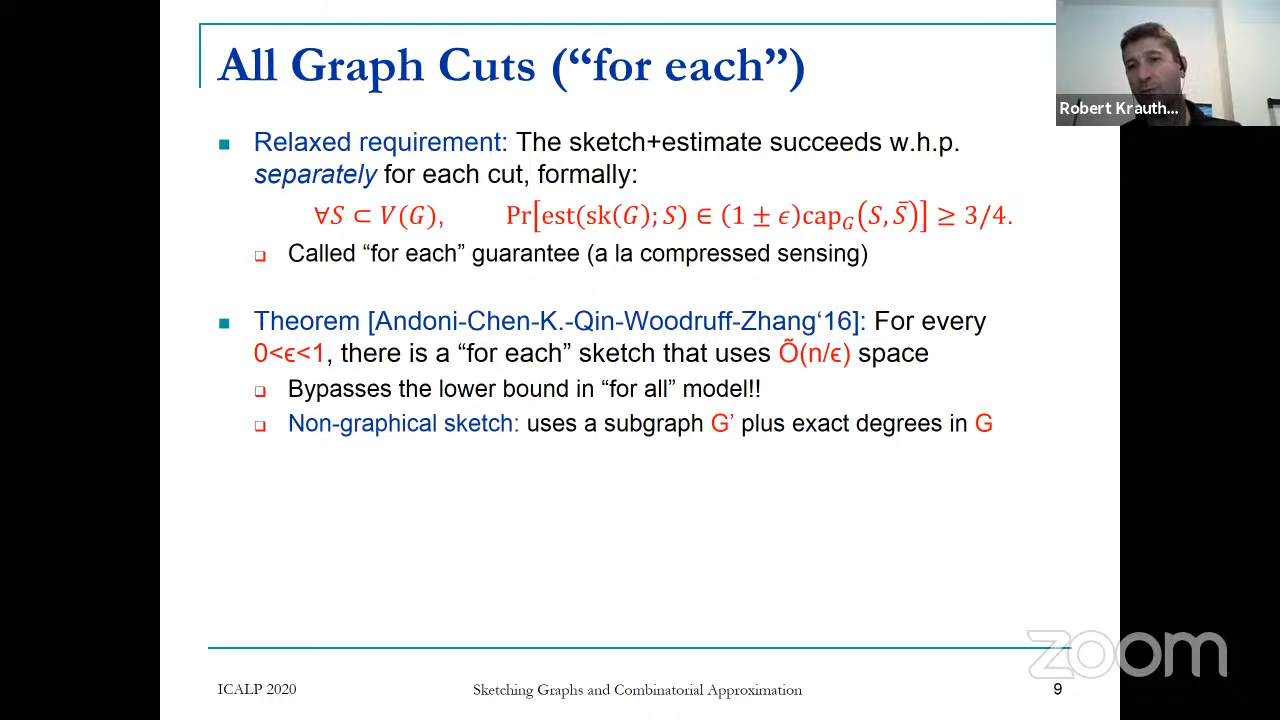 All Graph Cuts (“for each”)
Robert Krauth...
Relaxed requirement: The sketch+estimate succeeds w.h.p.
separately for each cut, formally:
∀S ⊂ V(G), Pr[est(sk(G); S) ∈ (1 ± ϵ)cap_G(S, S̄)] ≥ 3/4.
Called “for each” guarantee (a la compressed sensing)
Theorem [Andoni-Chen-K.-Qin-Woodruff-Zhang‘16]: For every
0<ϵ<1, there is a “for each” sketch that uses Õ(n/ϵ) space
Bypasses the lower bound in “for all” model!!
Non-graphical sketch: uses a subgraph G’ plus exact degrees in G
zoom
ICALP 2020
Sketching Graphs and Combinatorial Approximation
9